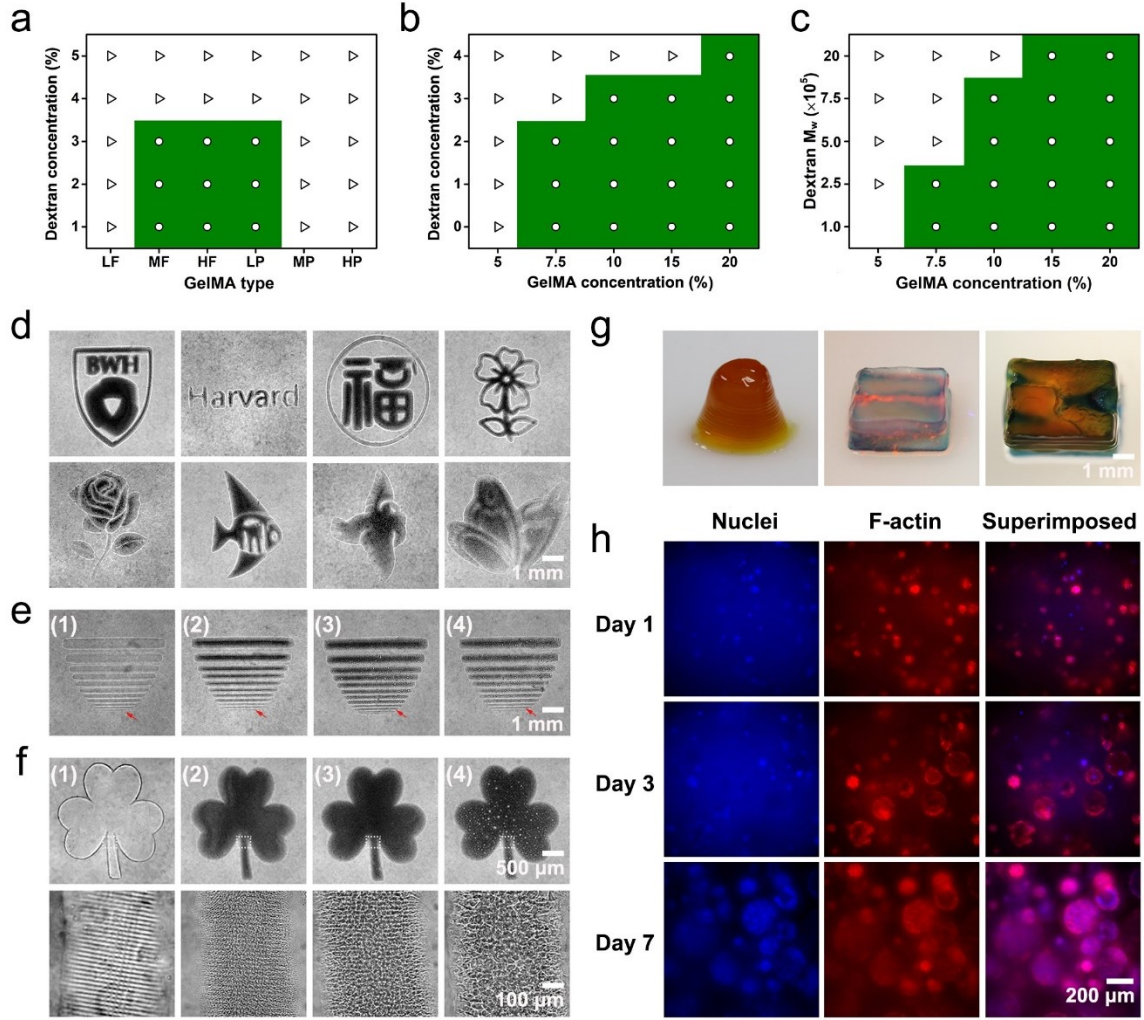 a
Dextran concentration (%)
5
4
3
2
1
LF MF HF LP MP HP
GelMA type
b
Dextran concentration (%)
4
3
2
1
0
5 7.5 10 15 20
GelMA concentration (%)
c
Dextran Mw (×10⁵)
20
7.5
5.0
2.5
1.0
5 7.5 10 15 20
GelMA concentration (%)
d
BWH
Harvard
福
1 mm
e
(1) (2) (3) (4)
1 mm
f
(1) (2) (3) (4)
500 µm
100 µm
g
1 mm
h
Nuclei F-actin Superimposed
Day 1
Day 3
Day 7
200 µm